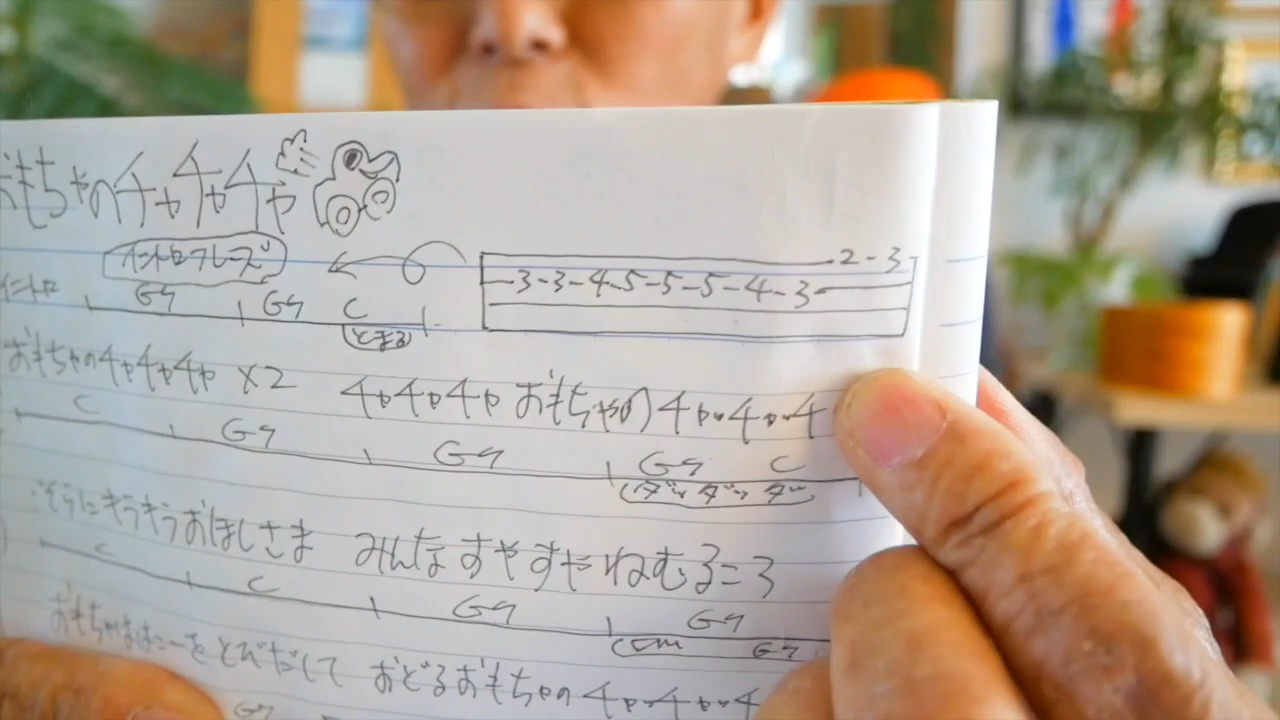 おもちゃのチャチャチャ
イントロフレーズ
2-3
3-3-4-5-5-5-4-3
イントロ G7 G7 C
とまる
おもちゃのチャチャチャ ×2 チャチャチャ おもちゃのチャ・チャ・チ
C G7 G7 G7 C
ダッ ダッ ダー
そらにキラキラおほしさま みんなすやすやねむるころ
C C G7 G7
G7
おもちゃははこーをとびだして おどるおもちゃのチャ・チャ・チ
G7